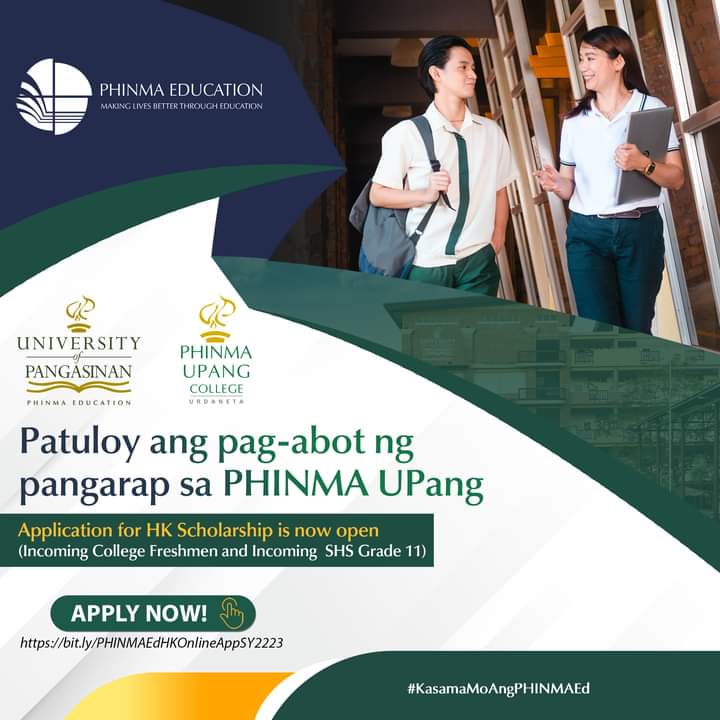 PHINMA EDUCATION
MAKING LIVES BETTER THROUGH EDUCATION
UNIVERSITY
of
PANGASINAN
PHINMA EDUCATION
PHINMA
UPANG
COLLEGE
URDANETA
Patuloy ang pag-abot ng
pangarap sa PHINMA UPang
Application for HK Scholarship is now open
(Incoming College Freshmen and Incoming SHS Grade 11)
APPLY NOW!
https://bit.ly/PHINMAEdHKOnlineAppSY2223
#KasamaMoAngPHINMAEd